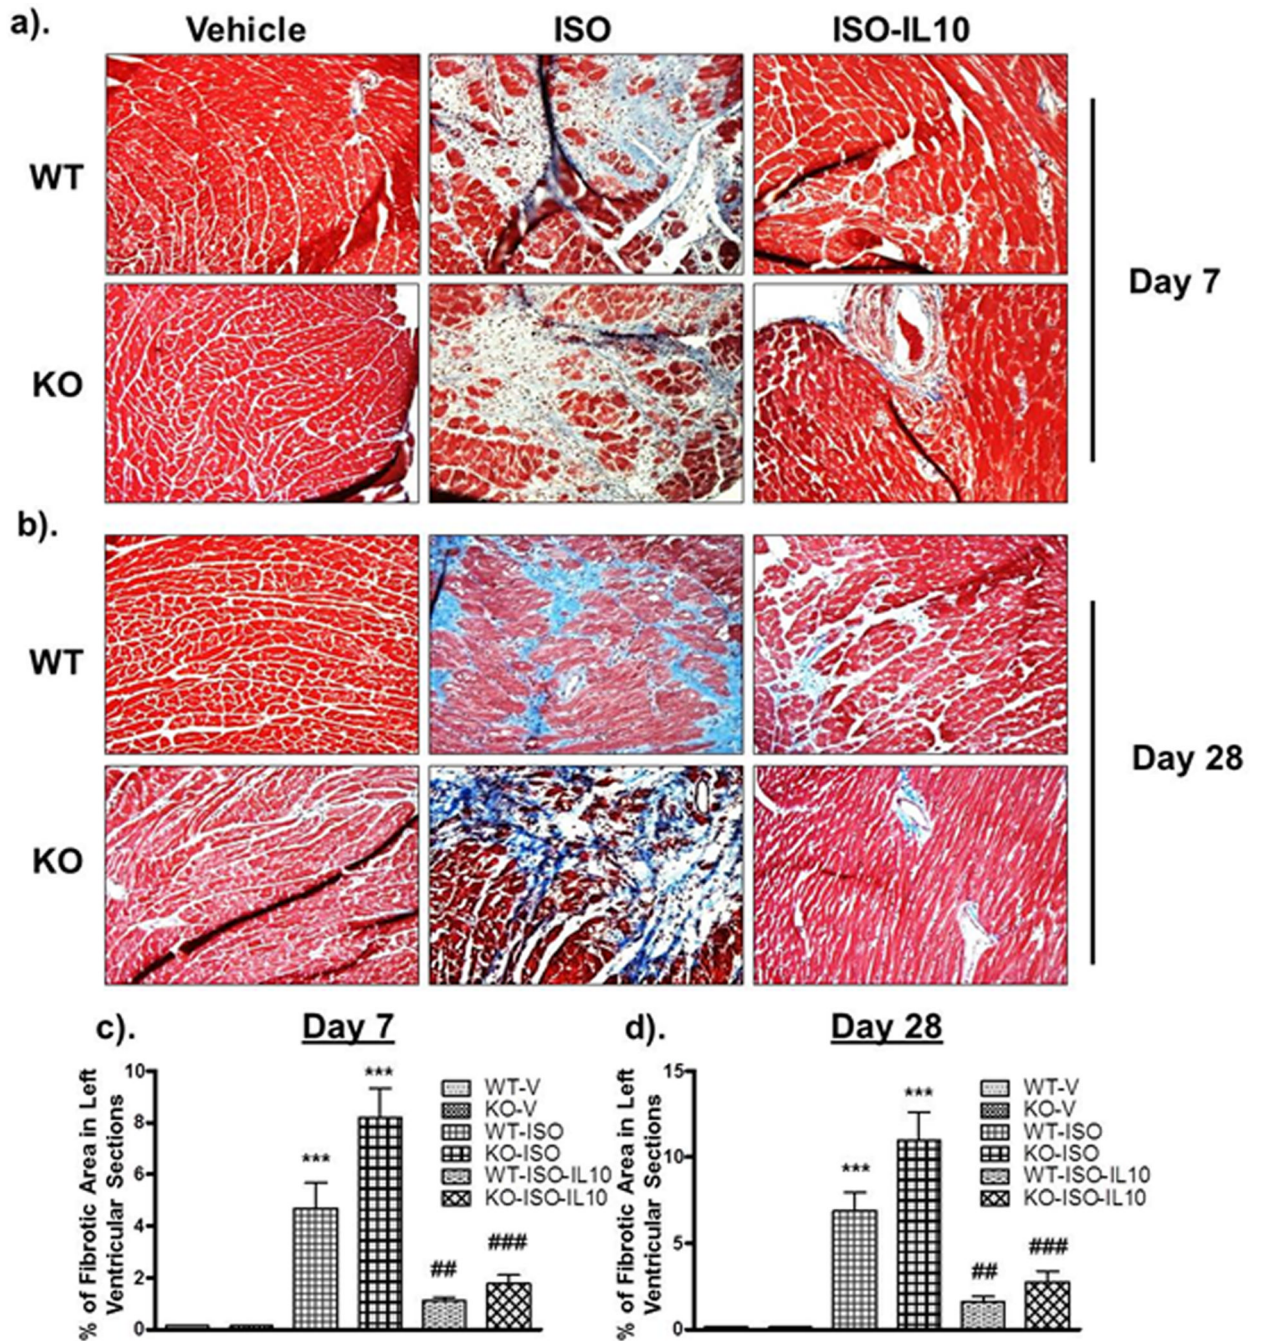 a).
Vehicle ISO ISO-IL10
WT
Day 7
KO
b).
WT
Day 28
KO
c). Day 7
% of Fibrotic Area in Left
Ventricular Sections
10
8
6
4
2
0
***
***
##
###
WT-V
KO-V
WT-ISO
KO-ISO
WT-ISO-IL10
KO-ISO-IL10
d). Day 28
% of Fibrotic Area in Left
Ventricular Sections
15
10
5
0
***
***
##
###
WT-V
KO-V
WT-ISO
KO-ISO
WT-ISO-IL10
KO-ISO-IL10